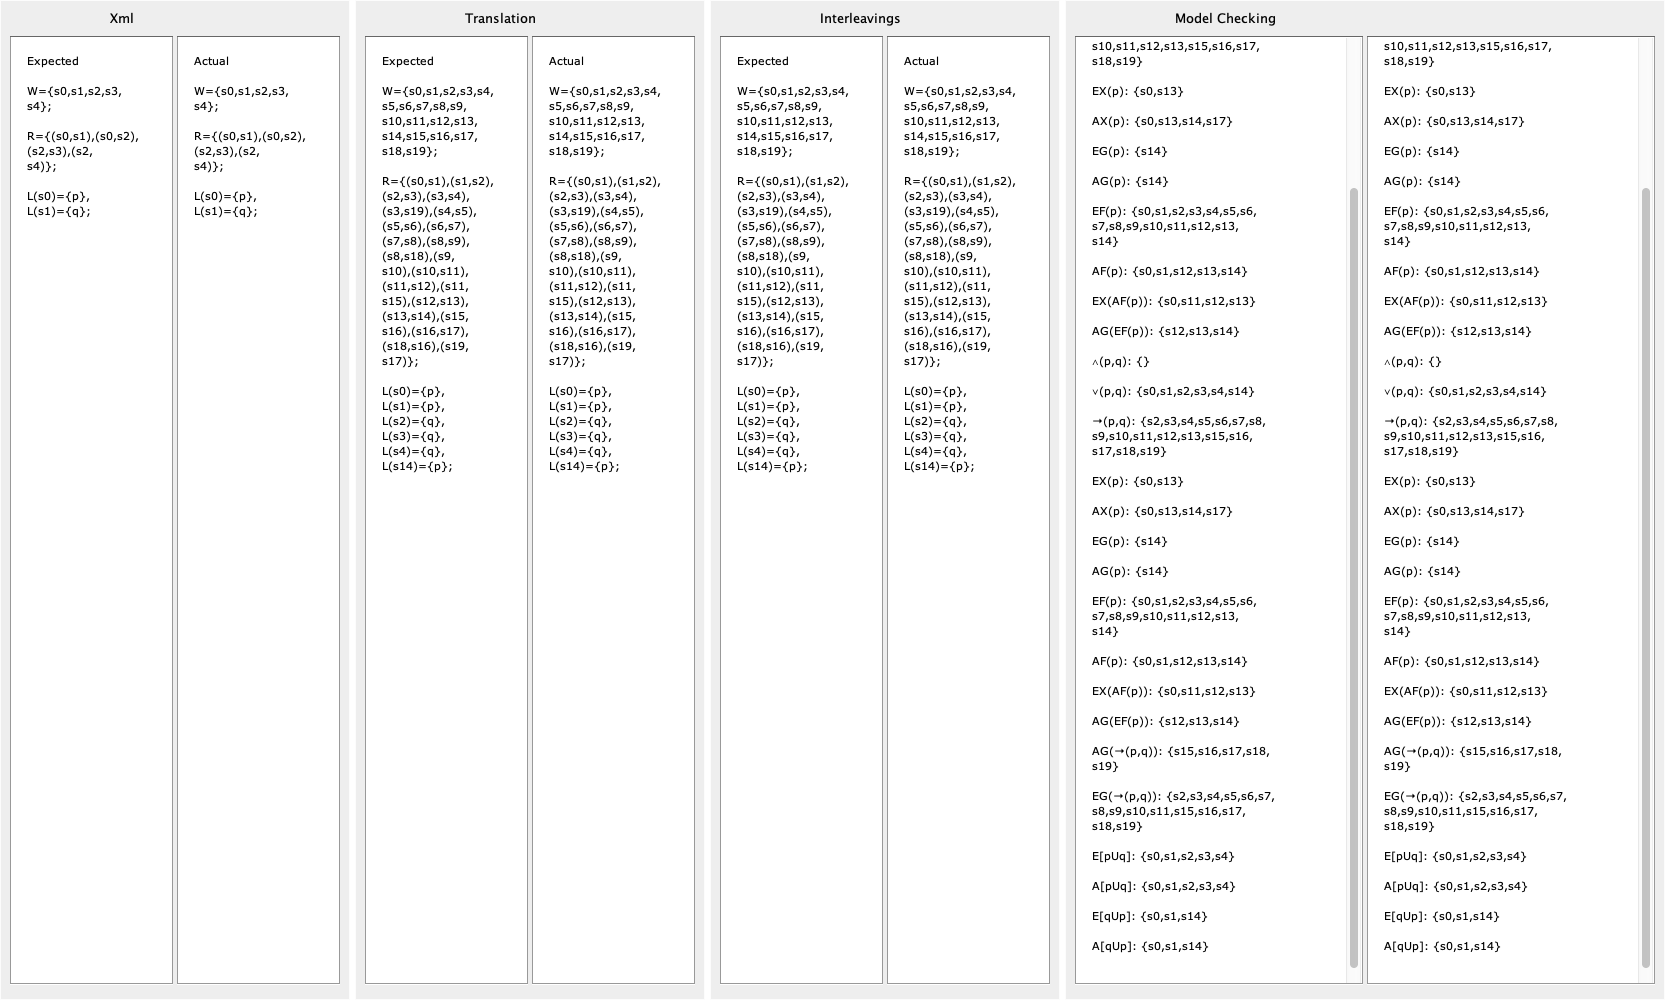 Xml
Expected
W={s0,s1,s2,s3,
s4};
R={(s0,s1),(s0,s2),
(s2,s3),(s2,
s4)};
L(s0)={p},
L(s1)={q};
Actual
W={s0,s1,s2,s3,
s4};
R={(s0,s1),(s0,s2),
(s2,s3),(s2,
s4)};
L(s0)={p},
L(s1)={q};
Translation
Expected
W={s0,s1,s2,s3,s4,
s5,s6,s7,s8,s9,
s10,s11,s12,s13,
s14,s15,s16,s17,
s18,s19};
R={(s0,s1),(s1,s2),
(s2,s3),(s3,s4),
(s3,s19),(s4,s5),
(s5,s6),(s6,s7),
(s7,s8),(s8,s9),
(s8,s18),(s9,
s10),(s10,s11),
(s11,s12),(s11,
s15),(s12,s13),
(s13,s14),(s15,
s16),(s16,s17),
(s18,s16),(s19,
s17)};
L(s0)={p},
L(s1)={p},
L(s2)={q},
L(s3)={q},
L(s4)={q},
L(s14)={p};
Actual
W={s0,s1,s2,s3,s4,
s5,s6,s7,s8,s9,
s10,s11,s12,s13,
s14,s15,s16,s17,
s18,s19};
R={(s0,s1),(s1,s2),
(s2,s3),(s3,s4),
(s3,s19),(s4,s5),
(s5,s6),(s6,s7),
(s7,s8),(s8,s9),
(s8,s18),(s9,
s10),(s10,s11),
(s11,s12),(s11,
s15),(s12,s13),
(s13,s14),(s15,
s16),(s16,s17),
(s18,s16),(s19,
s17)};
L(s0)={p},
L(s1)={p},
L(s2)={q},
L(s3)={q},
L(s4)={q},
L(s14)={p};
Interleavings
Expected
W={s0,s1,s2,s3,s4,
s5,s6,s7,s8,s9,
s10,s11,s12,s13,
s14,s15,s16,s17,
s18,s19};
R={(s0,s1),(s1,s2),
(s2,s3),(s3,s4),
(s3,s19),(s4,s5),
(s5,s6),(s6,s7),
(s7,s8),(s8,s9),
(s8,s18),(s9,
s10),(s10,s11),
(s11,s12),(s11,
s15),(s12,s13),
(s13,s14),(s15,
s16),(s16,s17),
(s18,s16),(s19,
s17)};
L(s0)={p},
L(s1)={p},
L(s2)={q},
L(s3)={q},
L(s4)={q},
L(s14)={p};
Actual
W={s0,s1,s2,s3,s4,
s5,s6,s7,s8,s9,
s10,s11,s12,s13,
s14,s15,s16,s17,
s18,s19};
R={(s0,s1),(s1,s2),
(s2,s3),(s3,s4),
(s3,s19),(s4,s5),
(s5,s6),(s6,s7),
(s7,s8),(s8,s9),
(s8,s18),(s9,
s10),(s10,s11),
(s11,s12),(s11,
s15),(s12,s13),
(s13,s14),(s15,
s16),(s16,s17),
(s18,s16),(s19,
s17)};
L(s0)={p},
L(s1)={p},
L(s2)={q},
L(s3)={q},
L(s4)={q},
L(s14)={p};
Model Checking
s10,s11,s12,s13,s15,s16,s17,
s18,s19}
EX(p): {s0,s13}
AX(p): {s0,s13,s14,s17}
EG(p): {s14}
AG(p): {s14}
EF(p): {s0,s1,s2,s3,s4,s5,s6,
s7,s8,s9,s10,s11,s12,s13,
s14}
AF(p): {s0,s1,s12,s13,s14}
EX(AF(p)): {s0,s11,s12,s13}
AG(EF(p)): {s12,s13,s14}
∧(p,q): {}
∨(p,q): {s0,s1,s2,s3,s4,s14}
→(p,q): {s2,s3,s4,s5,s6,s7,s8,
s9,s10,s11,s12,s13,s15,s16,
s17,s18,s19}
EX(p): {s0,s13}
AX(p): {s0,s13,s14,s17}
EG(p): {s14}
AG(p): {s14}
EF(p): {s0,s1,s2,s3,s4,s5,s6,
s7,s8,s9,s10,s11,s12,s13,
s14}
AF(p): {s0,s1,s12,s13,s14}
EX(AF(p)): {s0,s11,s12,s13}
AG(EF(p)): {s12,s13,s14}
AG(→(p,q)): {s15,s16,s17,s18,
s19}
EG(→(p,q)): {s2,s3,s4,s5,s6,s7,
s8,s9,s10,s11,s15,s16,s17,
s18,s19}
E[pUq]: {s0,s1,s2,s3,s4}
A[pUq]: {s0,s1,s2,s3,s4}
E[qUp]: {s0,s1,s14}
A[qUp]: {s0,s1,s14}
s10,s11,s12,s13,s15,s16,s17,
s18,s19}
EX(p): {s0,s13}
AX(p): {s0,s13,s14,s17}
EG(p): {s14}
AG(p): {s14}
EF(p): {s0,s1,s2,s3,s4,s5,s6,
s7,s8,s9,s10,s11,s12,s13,
s14}
AF(p): {s0,s1,s12,s13,s14}
EX(AF(p)): {s0,s11,s12,s13}
AG(EF(p)): {s12,s13,s14}
∧(p,q): {}
∨(p,q): {s0,s1,s2,s3,s4,s14}
→(p,q): {s2,s3,s4,s5,s6,s7,s8,
s9,s10,s11,s12,s13,s15,s16,
s17,s18,s19}
EX(p): {s0,s13}
AX(p): {s0,s13,s14,s17}
EG(p): {s14}
AG(p): {s14}
EF(p): {s0,s1,s2,s3,s4,s5,s6,
s7,s8,s9,s10,s11,s12,s13,
s14}
AF(p): {s0,s1,s12,s13,s14}
EX(AF(p)): {s0,s11,s12,s13}
AG(EF(p)): {s12,s13,s14}
AG(→(p,q)): {s15,s16,s17,s18,
s19}
EG(→(p,q)): {s2,s3,s4,s5,s6,s7,
s8,s9,s10,s11,s15,s16,s17,
s18,s19}
E[pUq]: {s0,s1,s2,s3,s4}
A[pUq]: {s0,s1,s2,s3,s4}
E[qUp]: {s0,s1,s14}
A[qUp]: {s0,s1,s14}